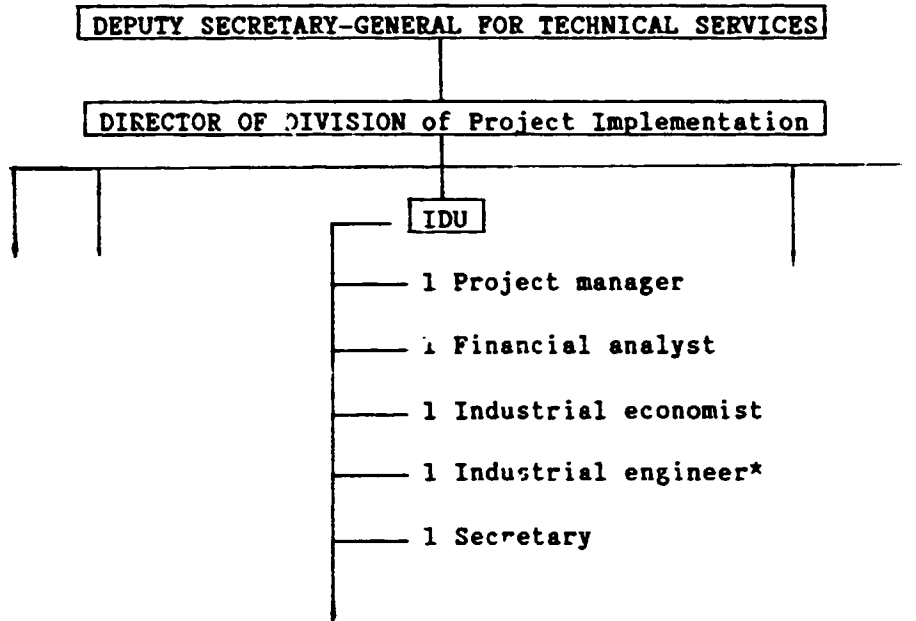 DEPUTY SECRETARY-GENERAL FOR TECHNICAL SERVICES
DIRECTOR OF DIVISION of Project Implementation
IDU
1 Project manager
1 Financial analyst
1 Industrial economist
1 Industrial engineer*
1 Secretary